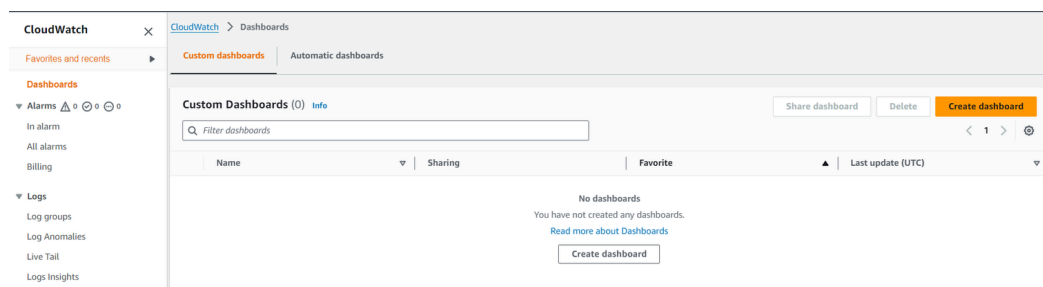 CloudWatch
Favorites and recents
Dashboards
Alarms 0 0 0
In alarm
All alarms
Billing
Logs
Log groups
Log Anomalies
Live Tail
Logs Insights
CloudWatch > Dashboards
Custom dashboards Automatic dashboards
Custom Dashboards (0) Info
Share dashboard Delete Create dashboard
Filter dashboards
< 1 >
Name Sharing Favorite Last update (UTC)
No dashboards
You have not created any dashboards.
Read more about Dashboards
Create dashboard